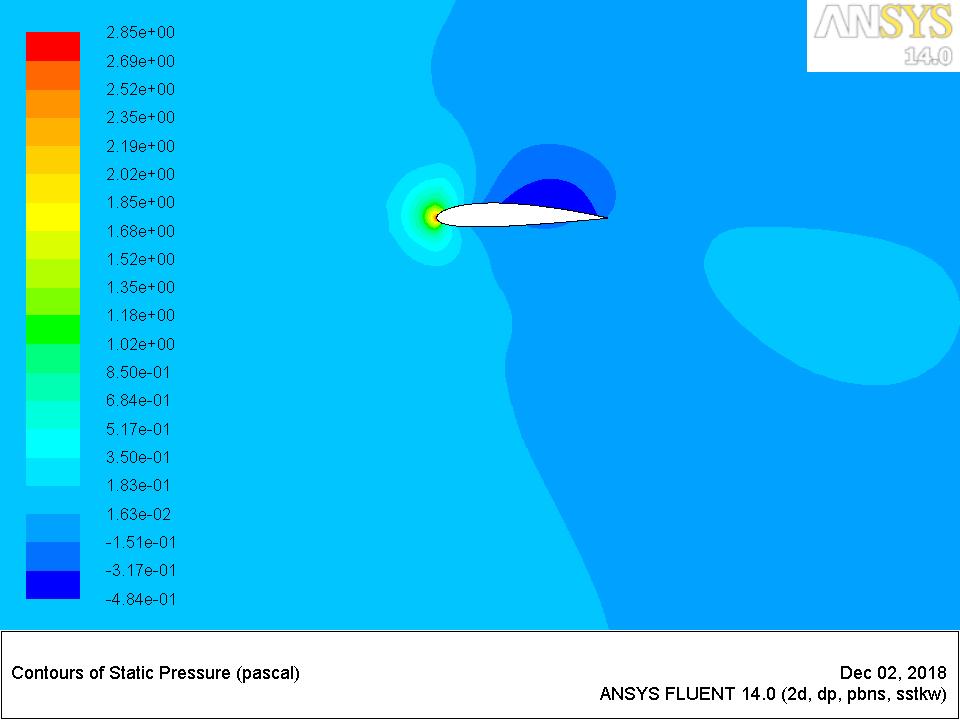 ANSYS
14.0
2.85e+00
2.69e+00
2.52e+00
2.35e+00
2.19e+00
2.02e+00
1.85e+00
1.68e+00
1.52e+00
1.35e+00
1.18e+00
1.02e+00
8.50e-01
6.84e-01
5.17e-01
3.50e-01
1.83e-01
1.63e-02
-1.51e-01
-3.17e-01
-4.84e-01
Contours of Static Pressure (pascal)
Dec 02, 2018
ANSYS FLUENT 14.0 (2d, dp, pbns, sstkw)